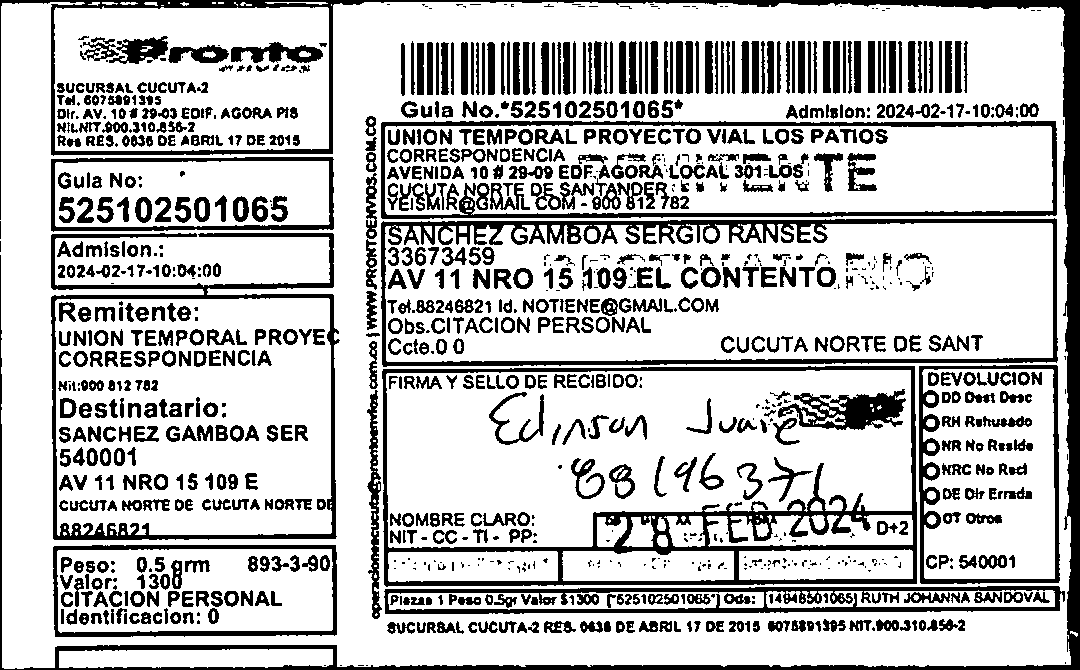 Pronto
envios
SUCURSAL CUCUTA-2
Tel. 6075891395
Dir. AV. 10 # 29-03 EDIF. AGORA PIS
NI.NIT.900.310.856-2
Res RES. 0636 DE ABRIL 17 DE 2015
Guia No:
525102501065
Admision.:
2024-02-17-10:04:00
Remitente:
UNION TEMPORAL PROYEC
CORRESPONDENCIA
Nit:900 812 782
Destinatario:
SANCHEZ GAMBOA SER
540001
AV 11 NRO 15 109 E
CUCUTA NORTE DE CUCUTA NORTE DE
88246821
Peso: 0.5 grm 893-3-90
Valor: 1300
CITACION PERSONAL
Identificacion: 0
operacionescucuta@prontoenvios.com.co | WWW.PRONTOENVIOS.COM.CO
Guia No.*525102501065* Admision: 2024-02-17-10:04:00
UNION TEMPORAL PROYECTO VIAL LOS PATIOS
CORRESPONDENCIA REMITENTE
AVENIDA 10 # 29-09 EDF.AGORA LOCAL 301 LOS
CUCUTA NORTE DE SANTANDER
YEISMIR@GMAIL COM - 900 812 782
SANCHEZ GAMBOA SERGIO RANSES
33673459 DESTINATARIO
AV 11 NRO 15 109 EL CONTENTO
Tel.88246821 Id. NOTIENE@GMAIL.COM
Obs.CITACION PERSONAL
Ccte.0 0 CUCUTA NORTE DE SANT
FIRMA Y SELLO DE RECIBIDO:
Edinson Juarez
88196371
NOMBRE CLARO:
NIT - CC - TI - PP:
28 FEB 2024 D+2
DEVOLUCION
DD Dest Desc
RH Rehusado
NR No Reside
NRC No Recl
DE Dir Errada
OT Otros
CP: 540001
Piezas 1 Peso 0.5gr Valor $1300 [*525102501065*] Ods: [14948501065] RUTH JOHANNA SANDOVAL
SUCURSAL CUCUTA-2 RES. 0636 DE ABRIL 17 DE 2015 6075891395 NIT.900.310.856-2